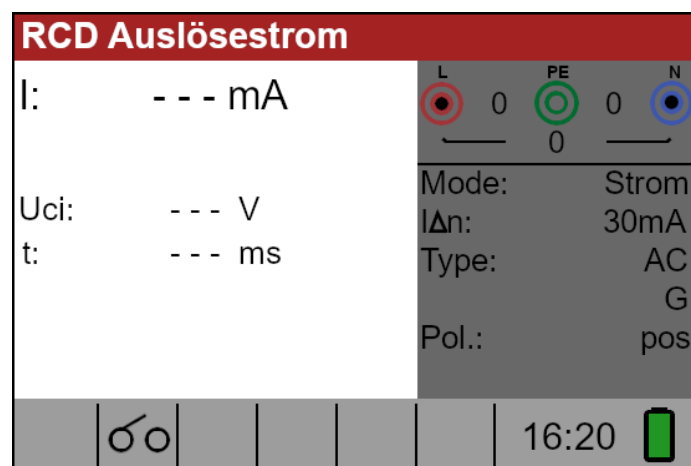 RCD Auslösestrom
I: - - - mA
L PE N
0 0
0
Uci: - - - V
t: - - - ms
Mode: Strom
IΔn: 30mA
Type: AC
G
Pol.: pos
16:20